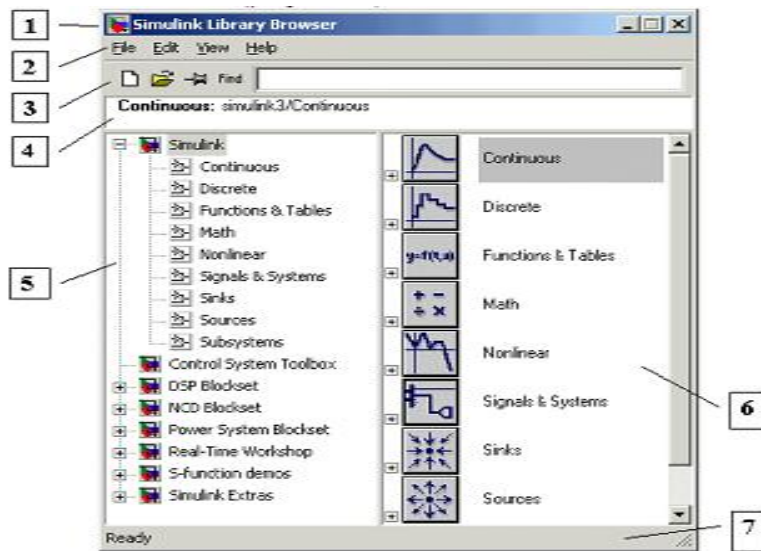 1 Simulink Library Browser
2 File Edit View Help
3 Find
4 Continuous: simulink3/Continuous
Simulink
Continuous
Discrete
Functions & Tables
Math
Nonlinear
5 Signals & Systems
Sinks
Sources
Subsystems
Control System Toolbox
DSP Blockset
NCD Blockset
Power System Blockset
Real-Time Workshop
S-function demos
Simulink Extras
Continuous
Discrete
y=f(t,u) Functions & Tables
Math
Nonlinear
6 Signals & Systems
Sinks
Sources
Ready 7